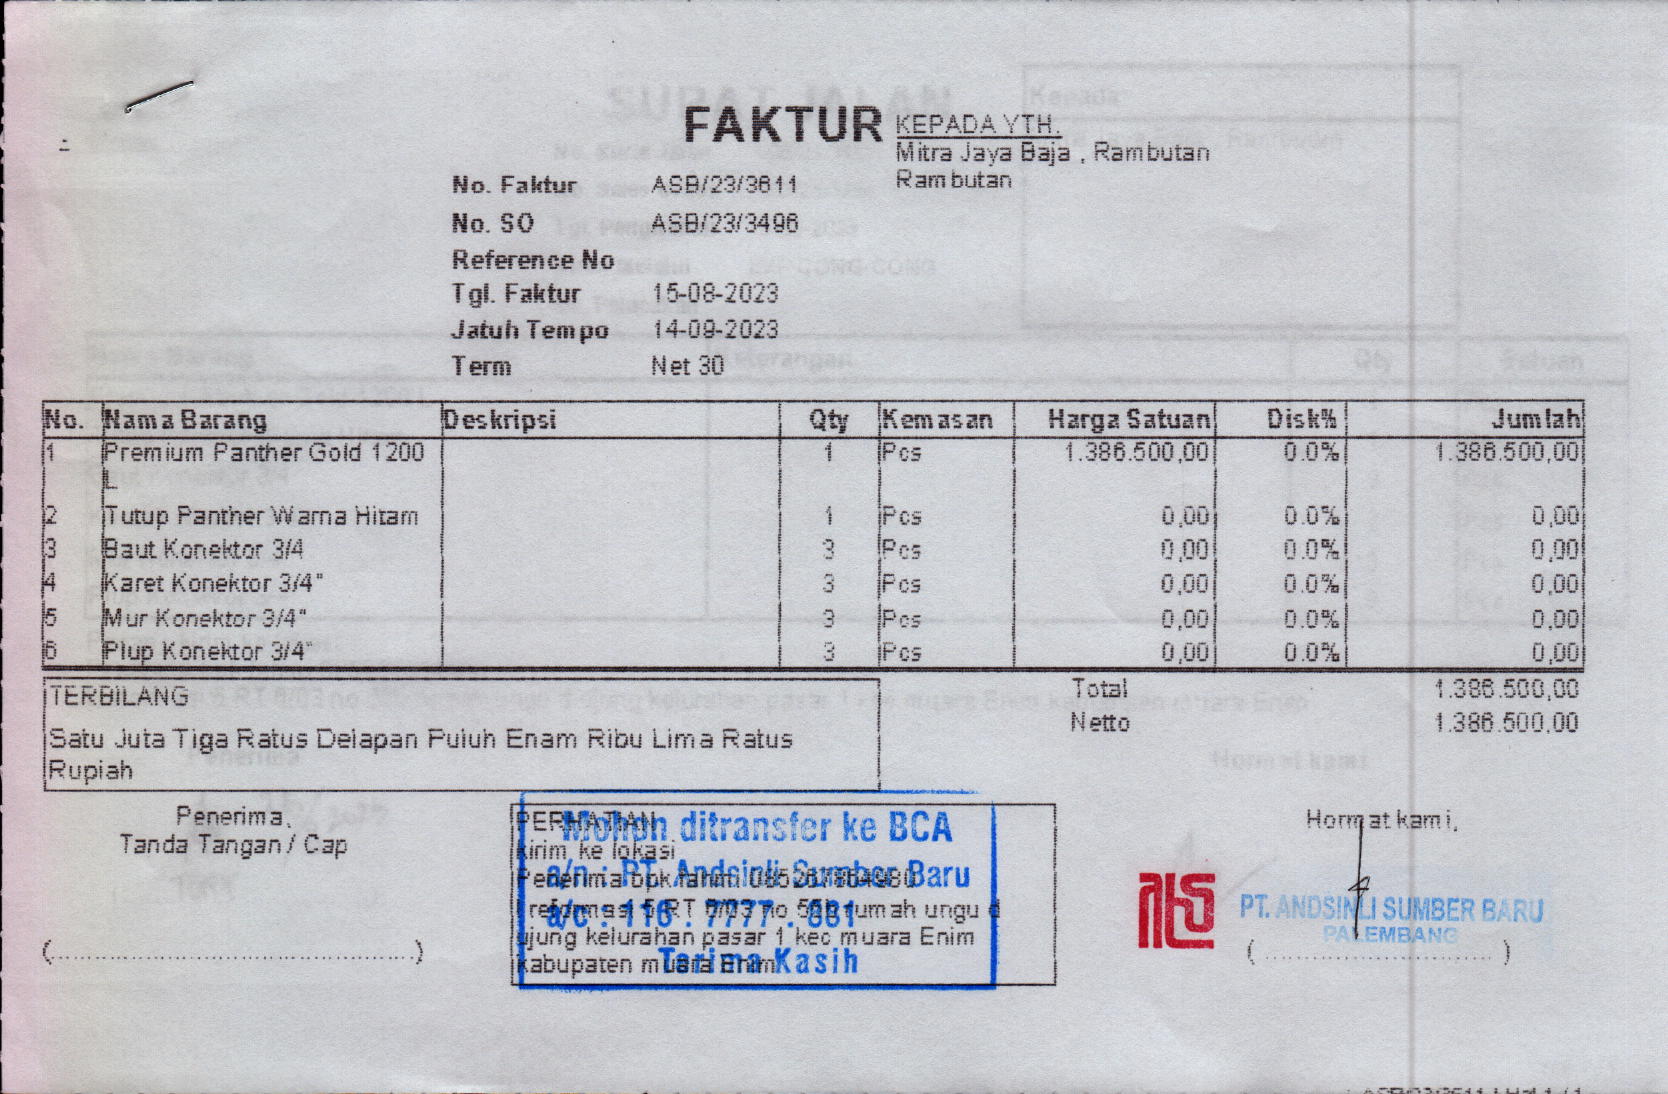 FAKTUR
KEPADA YTH.
Mitra Jaya Baja , Rambutan
Rambutan
No. Faktur ASB/23/3611
No. SO ASB/23/3496
Reference No
Tgl. Faktur 15-08-2023
Jatuh Tempo 14-09-2023
Term Net 30
No. Nama Barang Deskripsi Qty Kemasan Harga Satuan Disk% Jumlah
1 Premium Panther Gold 1200 1 Pcs 1.386.500,00 0.0% 1.386.500,00
L
2 Tutup Panther Warna Hitam 1 Pcs 0,00 0.0% 0,00
3 Baut Konektor 3/4 3 Pcs 0,00 0.0% 0,00
4 Karet Konektor 3/4" 3 Pcs 0,00 0.0% 0,00
5 Mur Konektor 3/4" 3 Pcs 0,00 0.0% 0,00
6 Plup Konektor 3/4" 3 Pcs 0,00 0.0% 0,00
TERBILANG
Satu Juta Tiga Ratus Delapan Puluh Enam Ribu Lima Ratus
Rupiah
Total 1.386.500,00
Netto 1.386.500.00
Penerima,
Tanda Tangan / Cap
(........................................)
PERHATIAN
kirim ke lokasi
Penerima bpk
RT no rumah ungu d
ujung kelurahan pasar 1 kec muara Enim
kabupaten muara Enim
Mohon ditransfer ke BCA
a/n : PT. Andsinli Sumber Baru
a/c : 116 . 7777 . 881
Terima Kasih
Hormat kami,
PT. ANDSINLI SUMBER BARU
PALEMBANG
(........................................)